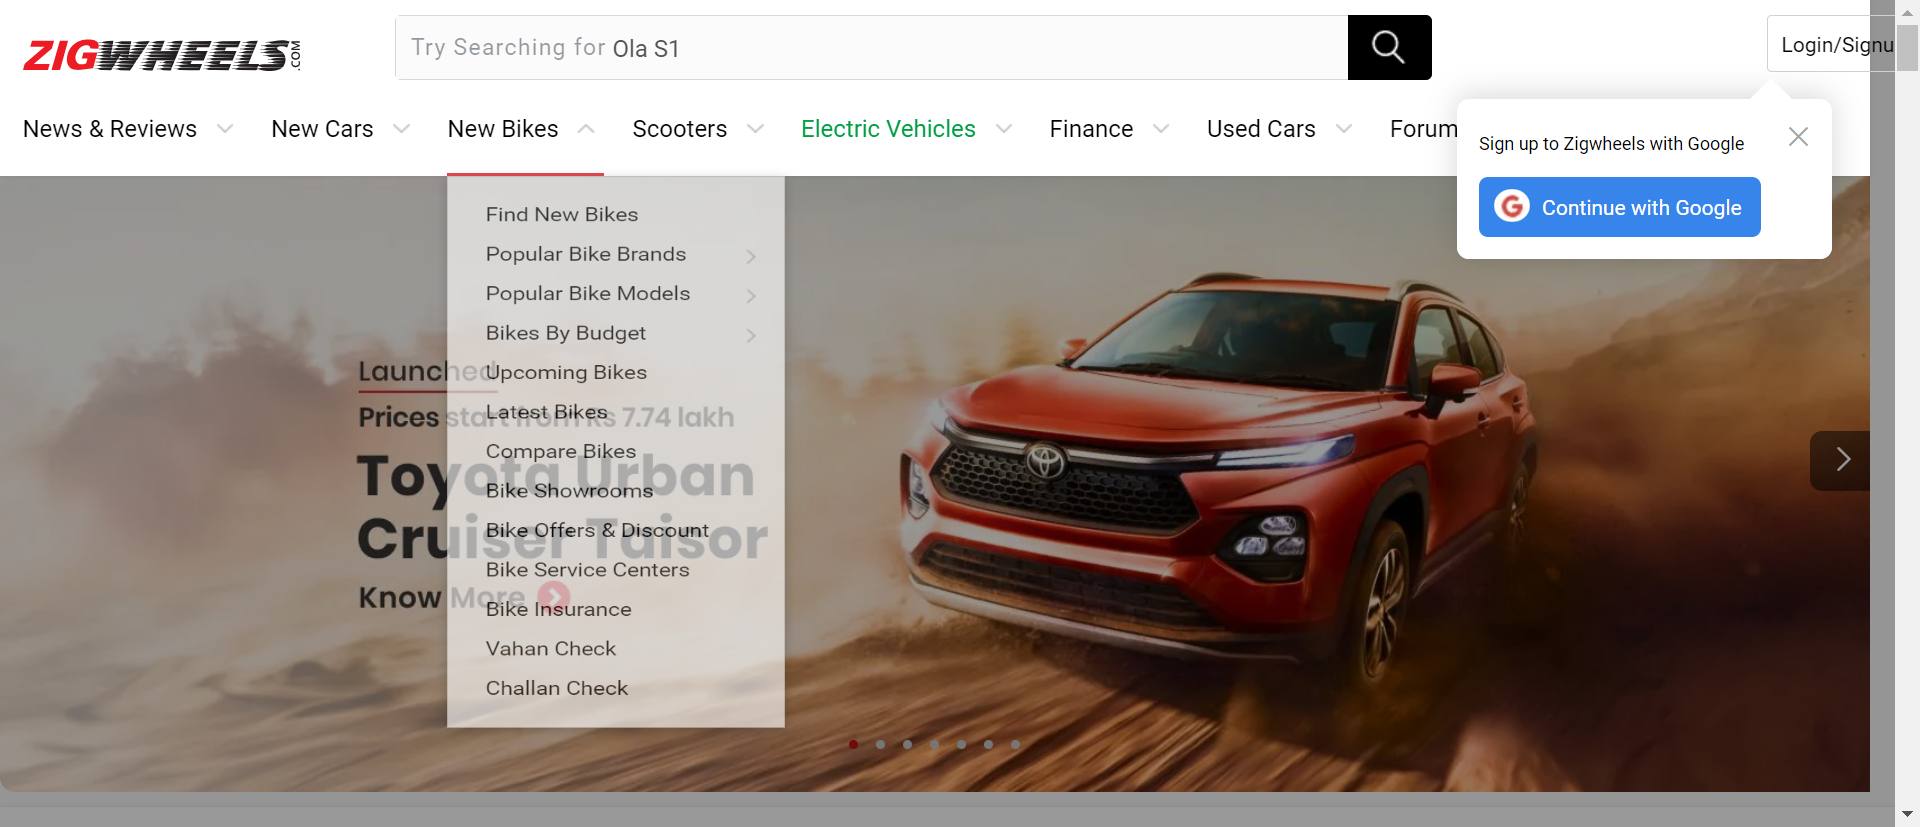 ZIGWHEELS.COM
Try Searching for Ola S1
Login/Signu
News & Reviews
New Cars
New Bikes
Scooters
Electric Vehicles
Finance
Used Cars
Forum
Sign up to Zigwheels with Google
Continue with Google
Find New Bikes
Popular Bike Brands
Popular Bike Models
Bikes By Budget
Upcoming Bikes
Latest Bikes
Compare Bikes
Bike Showrooms
Bike Offers & Discount
Bike Service Centers
Bike Insurance
Vahan Check
Challan Check
Launched
Prices start from Rs 7.74 lakh
Toyota Urban
Cruiser Taisor
Know More